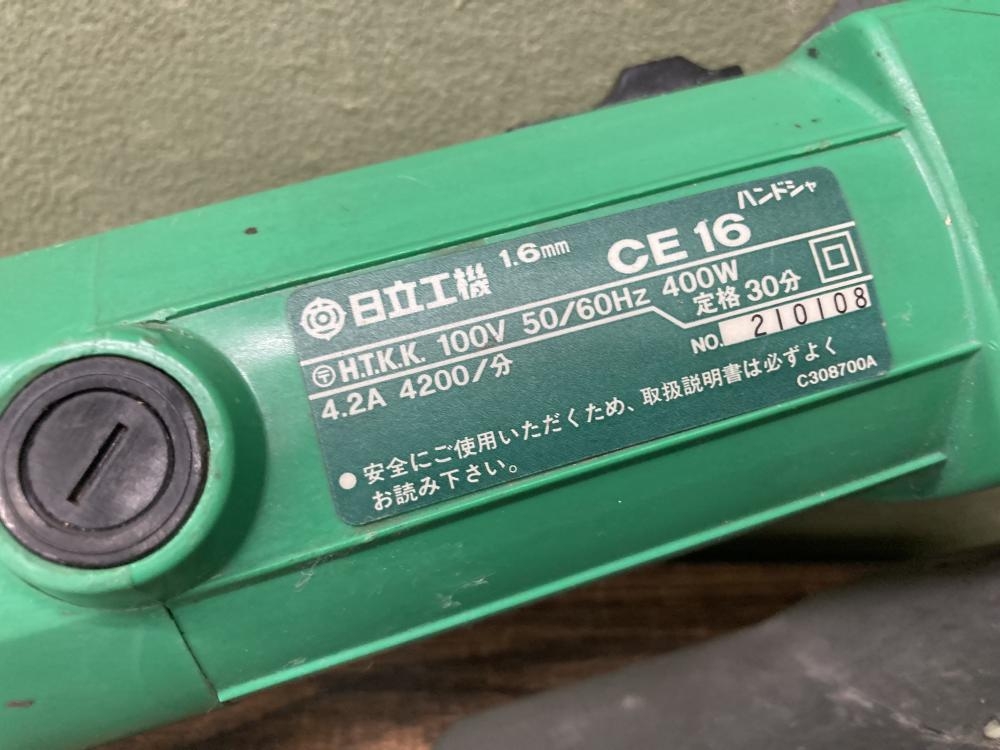 日立工機 1.6mm CE 16 ハンドシャ
〒 H.T.K.K. 100V 50/60Hz 400W
4.2A 4200/分 定格 30分
NO. 210108
● 安全にご使用いただくため、取扱説明書は必ずよく
お読み下さい。
C308700A